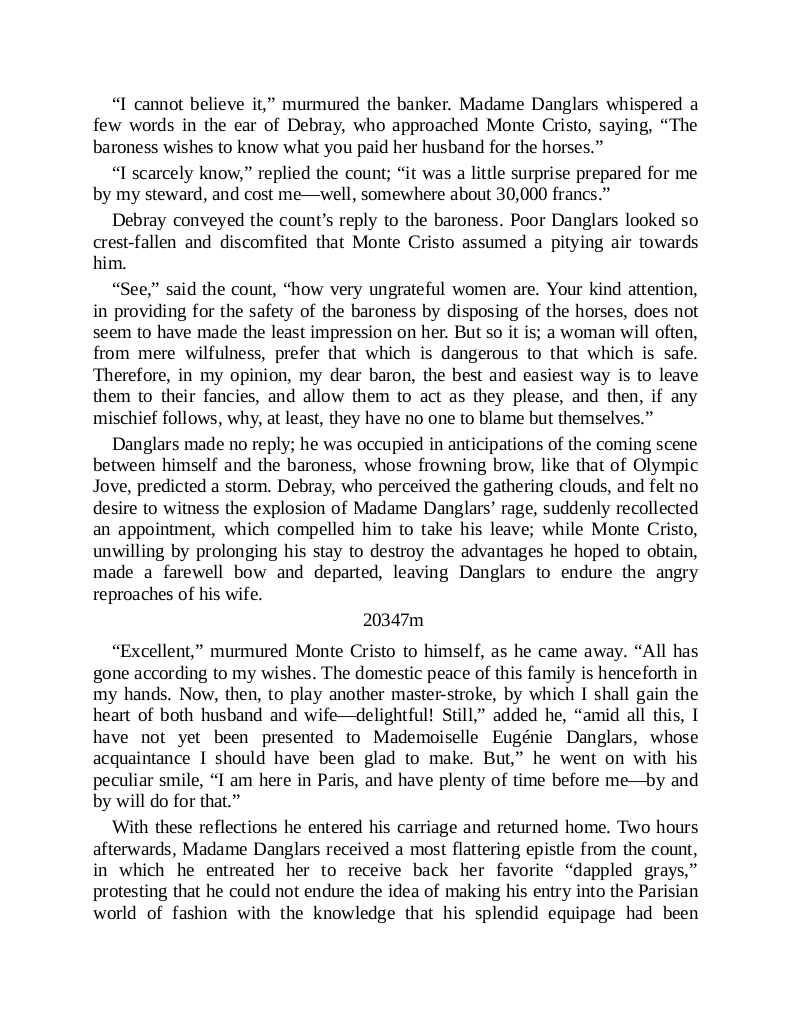 “I cannot believe it,” murmured the banker. Madame Danglars whispered a
few words in the ear of Debray, who approached Monte Cristo, saying, “The
baroness wishes to know what you paid her husband for the horses.”
“I scarcely know,” replied the count; “it was a little surprise prepared for me
by my steward, and cost me—well, somewhere about 30,000 francs.”
Debray conveyed the count’s reply to the baroness. Poor Danglars looked so
crest-fallen and discomfited that Monte Cristo assumed a pitying air towards
him.
“See,” said the count, “how very ungrateful women are. Your kind attention,
in providing for the safety of the baroness by disposing of the horses, does not
seem to have made the least impression on her. But so it is; a woman will often,
from mere wilfulness, prefer that which is dangerous to that which is safe.
Therefore, in my opinion, my dear baron, the best and easiest way is to leave
them to their fancies, and allow them to act as they please, and then, if any
mischief follows, why, at least, they have no one to blame but themselves.”
Danglars made no reply; he was occupied in anticipations of the coming scene
between himself and the baroness, whose frowning brow, like that of Olympic
Jove, predicted a storm. Debray, who perceived the gathering clouds, and felt no
desire to witness the explosion of Madame Danglars’ rage, suddenly recollected
an appointment, which compelled him to take his leave; while Monte Cristo,
unwilling by prolonging his stay to destroy the advantages he hoped to obtain,
made a farewell bow and departed, leaving Danglars to endure the angry
reproaches of his wife.
20347m
“Excellent,” murmured Monte Cristo to himself, as he came away. “All has
gone according to my wishes. The domestic peace of this family is henceforth in
my hands. Now, then, to play another master-stroke, by which I shall gain the
heart of both husband and wife—delightful! Still,” added he, “amid all this, I
have not yet been presented to Mademoiselle Eugénie Danglars, whose
acquaintance I should have been glad to make. But,” he went on with his
peculiar smile, “I am here in Paris, and have plenty of time before me—by and
by will do for that.”
With these reflections he entered his carriage and returned home. Two hours
afterwards, Madame Danglars received a most flattering epistle from the count,
in which he entreated her to receive back her favorite “dappled grays,”
protesting that he could not endure the idea of making his entry into the Parisian
world of fashion with the knowledge that his splendid equipage had been